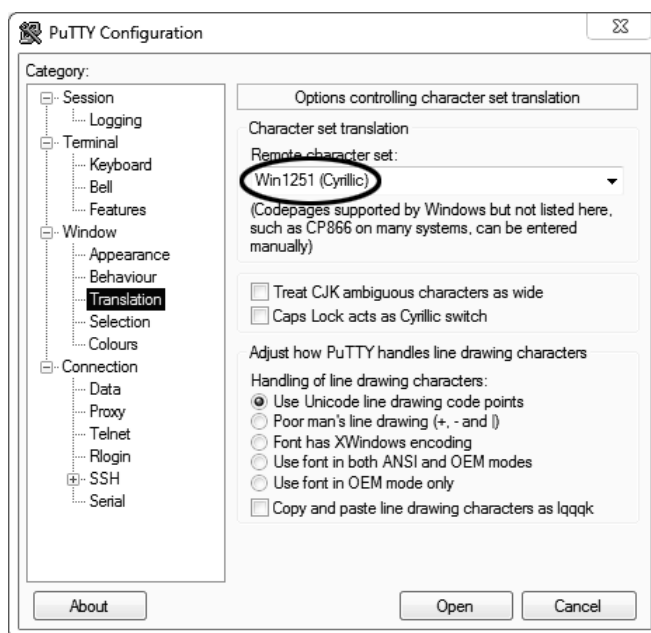 PuTTY Configuration
Category:
Session
Logging
Terminal
Keyboard
Bell
Features
Window
Appearance
Behaviour
Translation
Selection
Colours
Connection
Data
Proxy
Telnet
Rlogin
SSH
Serial
Options controlling character set translation
Character set translation
Remote character set:
Win1251 (Cyrillic)
(Codepages supported by Windows but not listed here,
such as CP866 on many systems, can be entered
manually)
Treat CJK ambiguous characters as wide
Caps Lock acts as Cyrillic switch
Adjust how PuTTY handles line drawing characters
Handling of line drawing characters:
Use Unicode line drawing code points
Poor man's line drawing (+, - and |)
Font has XWindows encoding
Use font in both ANSI and OEM modes
Use font in OEM mode only
Copy and paste line drawing characters as lqqqk
About
Open
Cancel